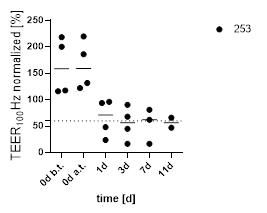 TEER100Hz normalized [%]
250
200
150
100
50
0
0d b.t.
0d a.t.
1d
3d
7d
11d
time [d]
253